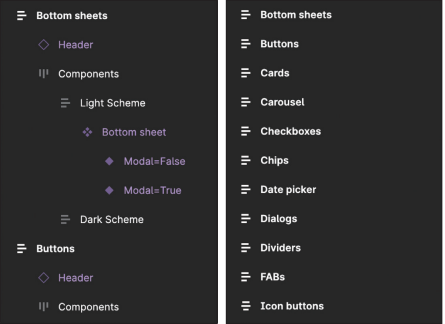 Bottom sheets
Header
Components
Light Scheme
Bottom sheet
Modal=False
Modal=True
Dark Scheme
Buttons
Header
Components
Bottom sheets
Buttons
Cards
Carousel
Checkboxes
Chips
Date picker
Dialogs
Dividers
FABs
Icon buttons